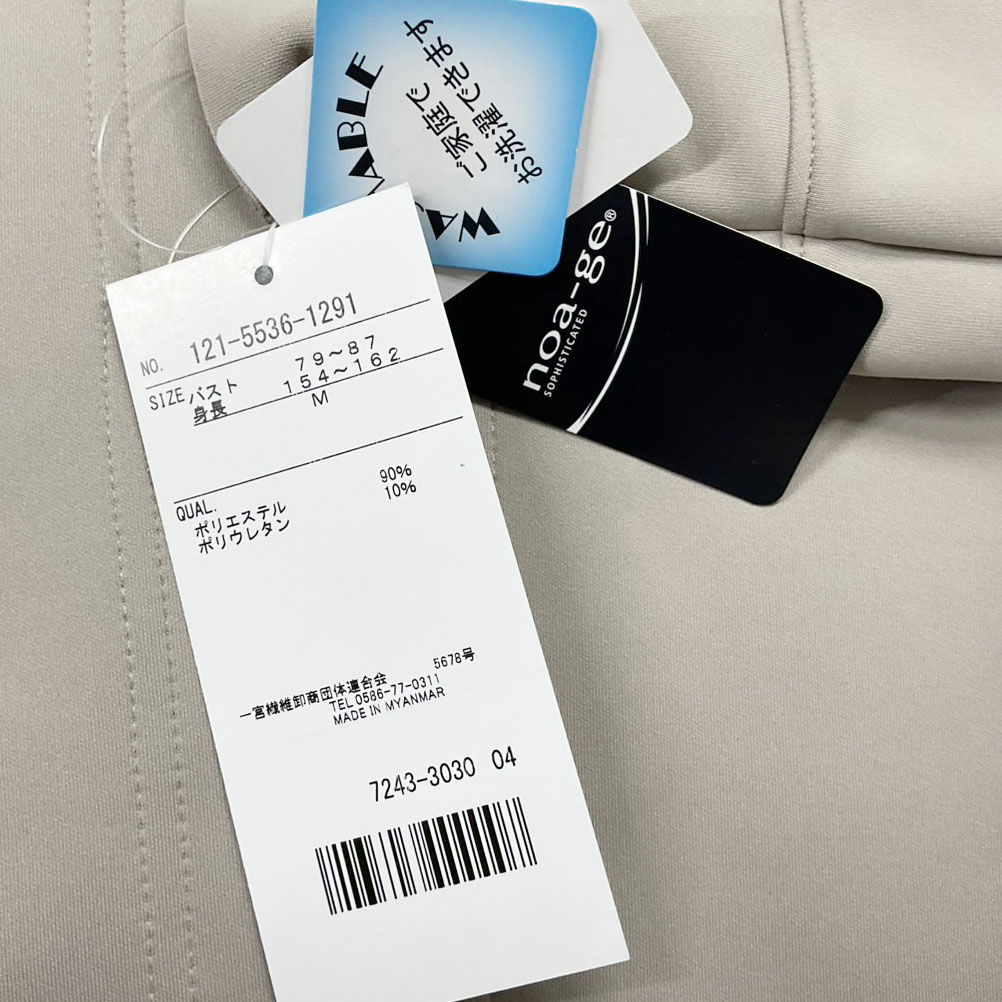 WASHABLE
ご家庭で
お洗濯できます
noa-ge®
SOPHISTICATED
NO. 121-5536-1291
SIZE バスト 79～87
身長 154～162
M
QUAL.
ポリエステル 90%
ポリウレタン 10%
5678号
一宮繊維卸商団体連合会
TEL 0586-77-0311
MADE IN MYANMAR
7243-3030 04